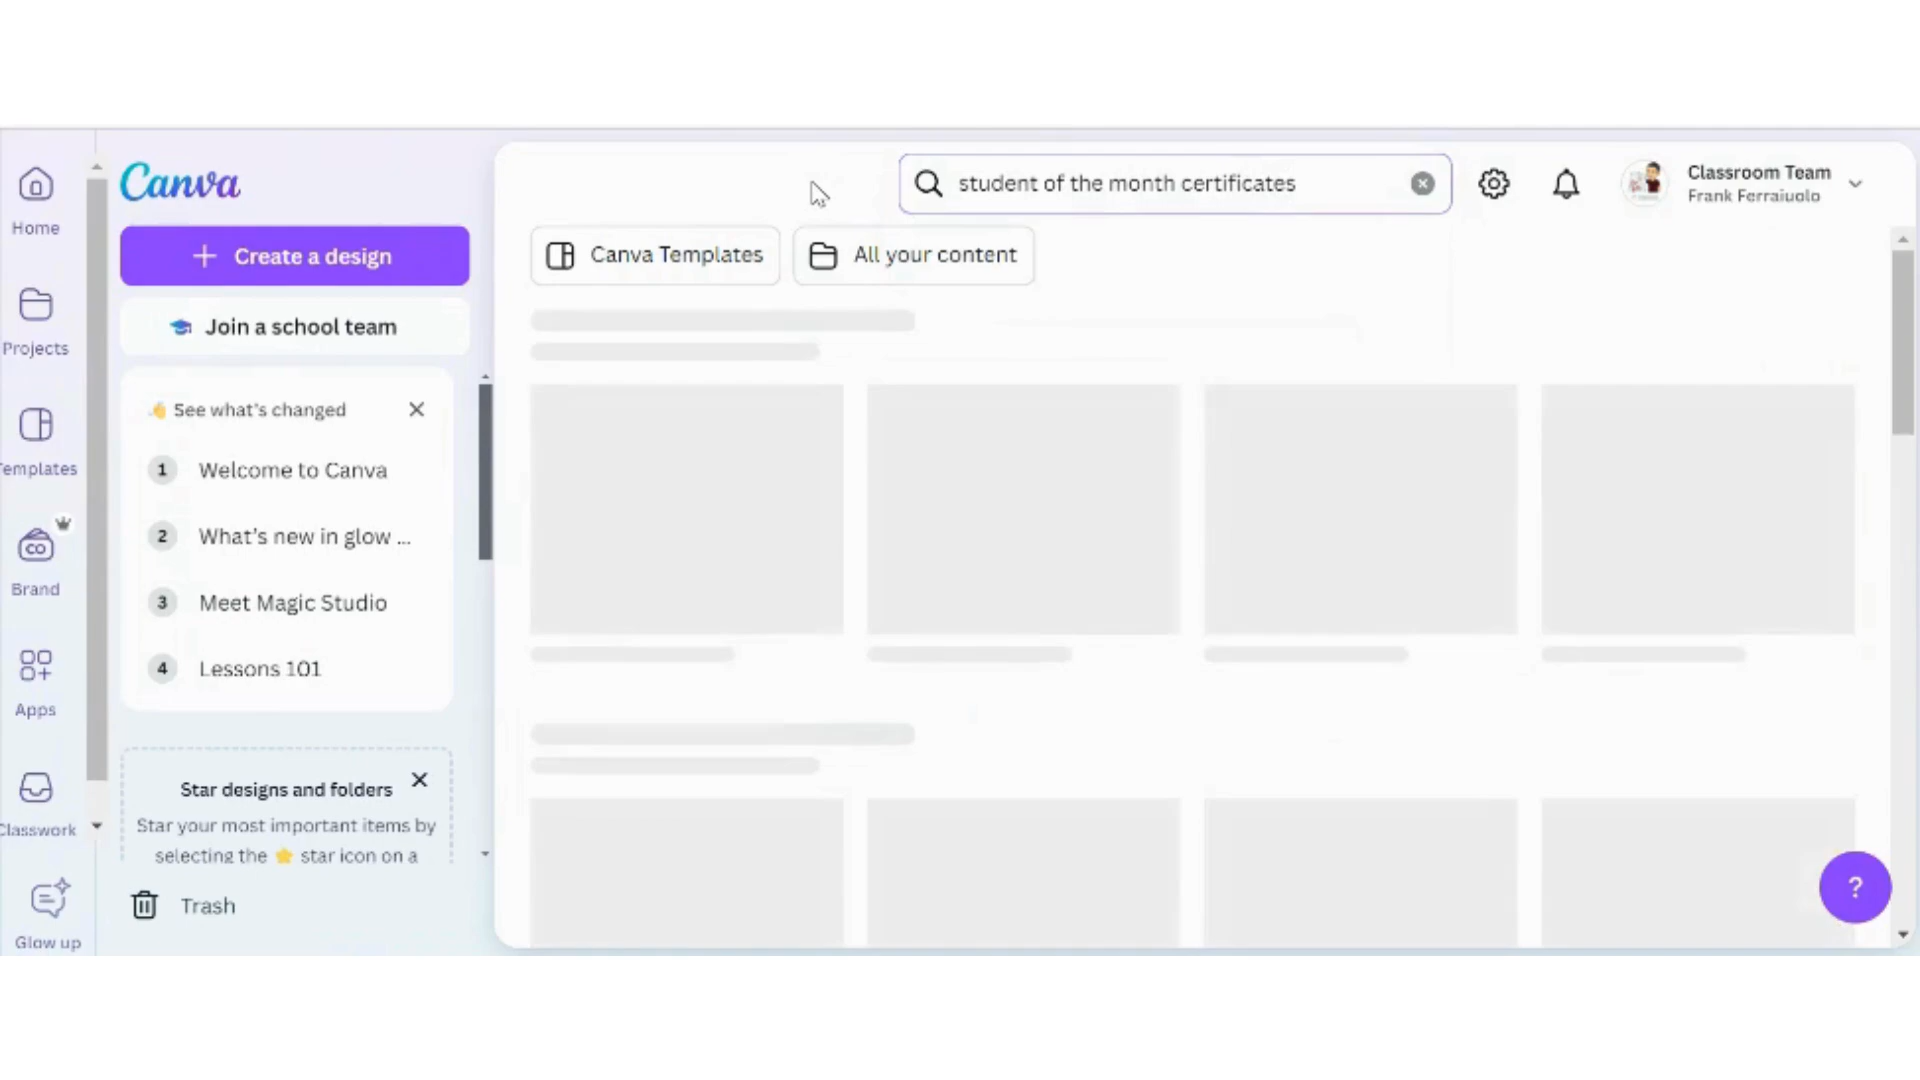 Canva
student of the month certificates
Classroom Team
Frank Ferraiuolo
Home
Create a design
Canva Templates
All your content
Join a school team
Projects
See what's changed
1 Welcome to Canva
emplates
2 What's new in glow ...
Brand
3 Meet Magic Studio
4 Lessons 101
Apps
Star designs and folders
Star your most important items by
selecting the star icon on a
Classwork
Trash
?
Glow up